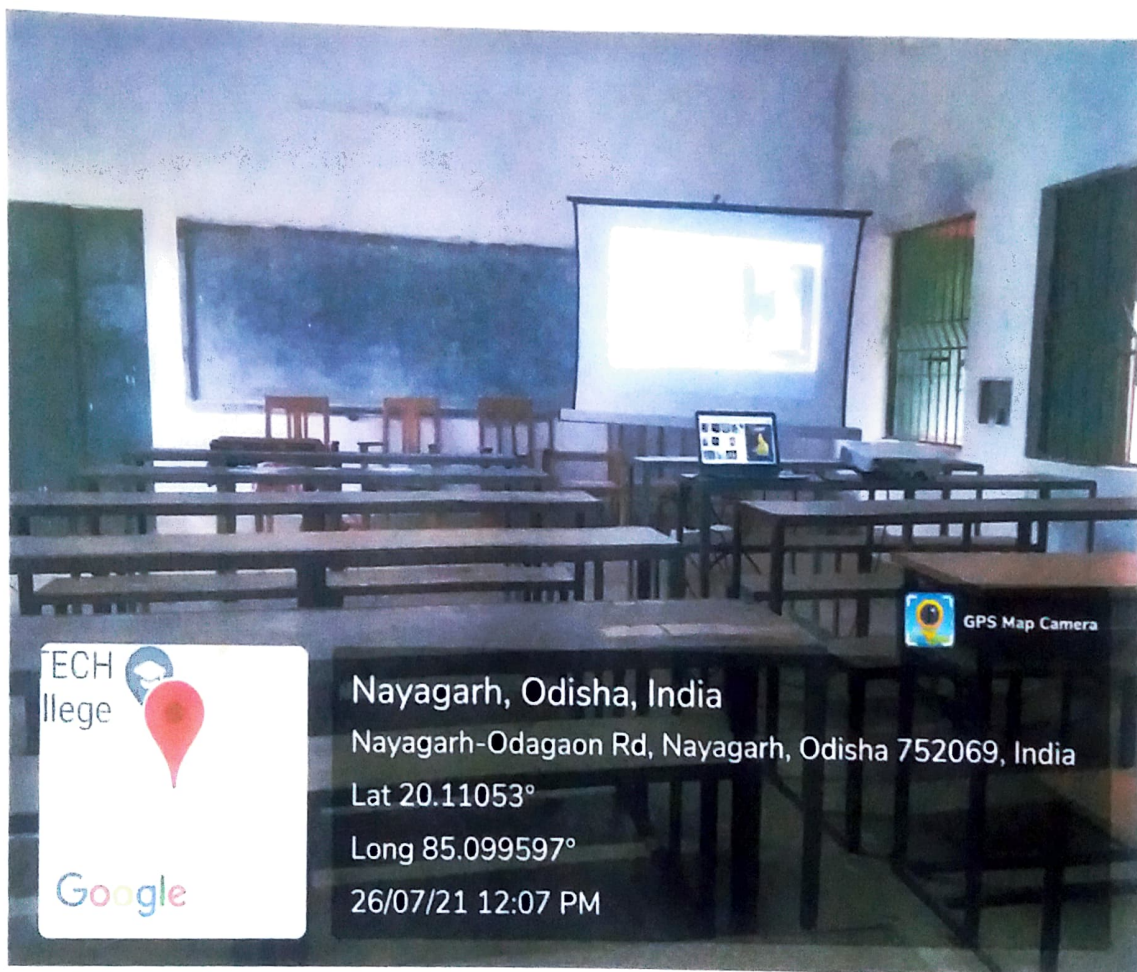 GPS Map Camera
TECH
llege
Google
Nayagarh, Odisha, India
Nayagarh-Odagaon Rd, Nayagarh, Odisha 752069, India
Lat 20.11053°
Long 85.099597°
26/07/21 12:07 PM